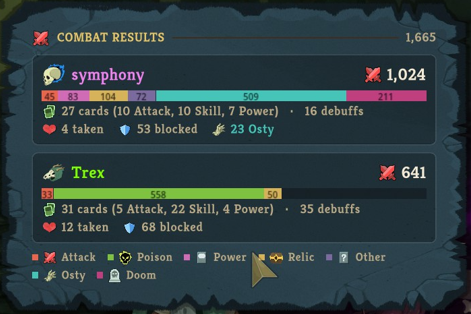 COMBAT RESULTS 1,665
symphony 1,024
45 83 104 72 509 211
27 cards (10 Attack, 10 Skill, 7 Power) · 16 debuffs
4 taken 53 blocked 23 Osty
Trex 641
33 558 50
31 cards (5 Attack, 22 Skill, 4 Power) · 35 debuffs
12 taken 68 blocked
Attack Poison Power Relic Other
Osty Doom